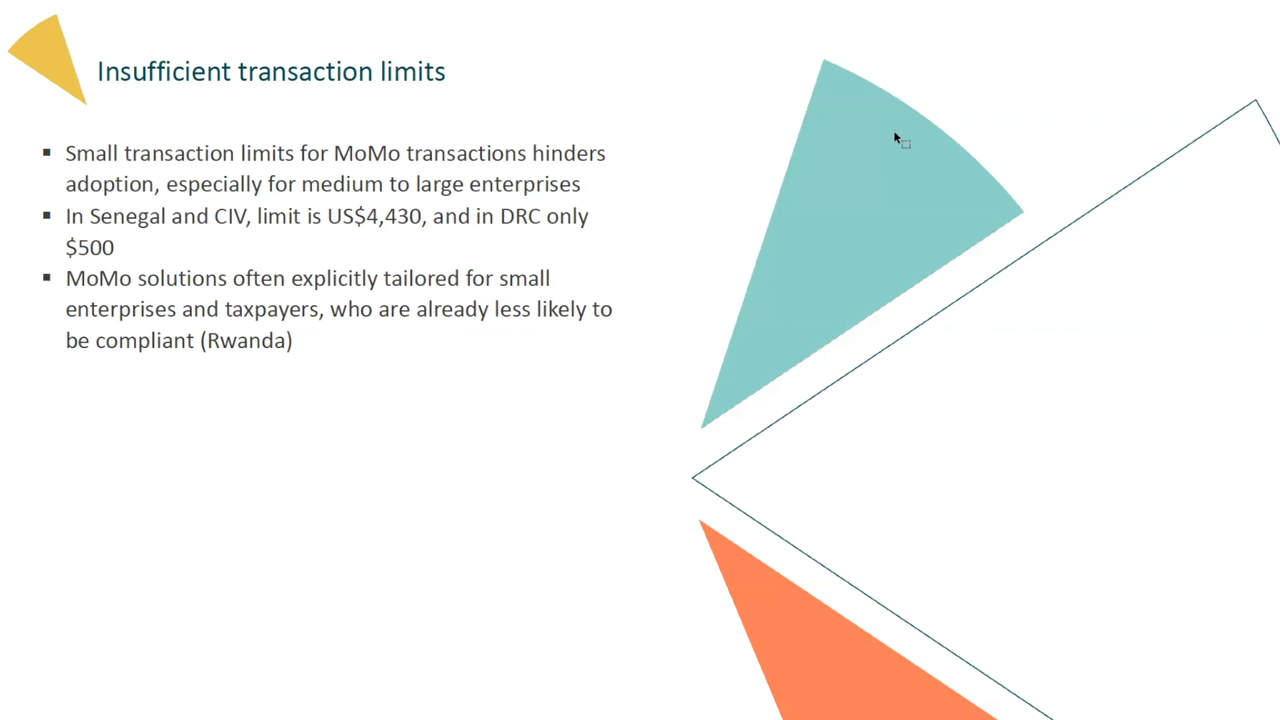 Insufficient transaction limits
▪ Small transaction limits for MoMo transactions hinders
adoption, especially for medium to large enterprises
▪ In Senegal and CIV, limit is US$4,430, and in DRC only
$500
▪ MoMo solutions often explicitly tailored for small
enterprises and taxpayers, who are already less likely to
be compliant (Rwanda)